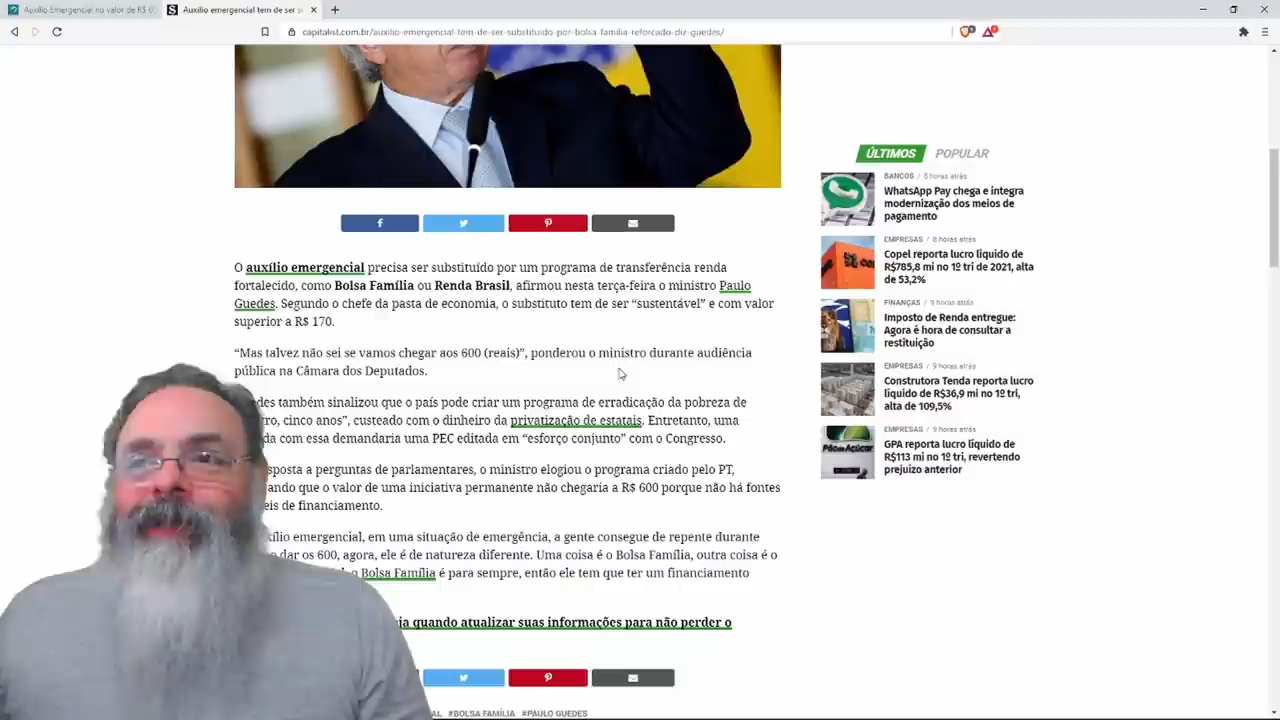 Auxílio Emergencial no valor de R$ 60
Auxílio emergencial tem de ser s
capitalist.com.br/auxilio-emergencial-tem-de-ser-substituido-por-bolsa-familia-reforcado-diz-guedes/
O auxílio emergencial precisa ser substituído por um programa de transferência renda
fortalecido, como Bolsa Família ou Renda Brasil, afirmou nesta terça-feira o ministro Paulo
Guedes. Segundo o chefe da pasta de economia, o substituto tem de ser “sustentável” e com valor
superior a R$ 170.
“Mas talvez não sei se vamos chegar aos 600 (reais)”, ponderou o ministro durante audiência
pública na Câmara dos Deputados.
des também sinalizou que o país pode criar um programa de erradicação da pobreza de
ro, cinco anos”, custeado com o dinheiro da privatização de estatais. Entretanto, uma
da com essa demandaria uma PEC editada em “esforço conjunto” com o Congresso.
sposta a perguntas de parlamentares, o ministro elogiou o programa criado pelo PT,
ando que o valor de uma iniciativa permanente não chegaria a R$ 600 porque não há fontes
eis de financiamento.
xílio emergencial, em uma situação de emergência, a gente consegue de repente durante
o dar os 600, agora, ele é de natureza diferente. Uma coisa é o Bolsa Família, outra coisa é o
o Bolsa Família é para sempre, então ele tem que ter um financiamento
ja quando atualizar suas informações para não perder o
AL #BOLSA FAMÍLIA #PAULO GUEDES
ÚLTIMOS POPULAR
BANCOS / 8 horas atrás
WhatsApp Pay chega e integra
modernização dos meios de
pagamento
EMPRESAS / 8 horas atrás
Copel reporta lucro líquido de
R$785,8 mi no 1º tri de 2021, alta
de 53,2%
FINANÇAS / 9 horas atrás
Imposto de Renda entregue:
Agora é hora de consultar a
restituição
EMPRESAS / 9 horas atrás
Construtora Tenda reporta lucro
líquido de R$36,9 mi no 1º tri,
alta de 109,5%
EMPRESAS / 9 horas atrás
GPA reporta lucro líquido de
R$113 mi no 1º tri, revertendo
prejuízo anterior